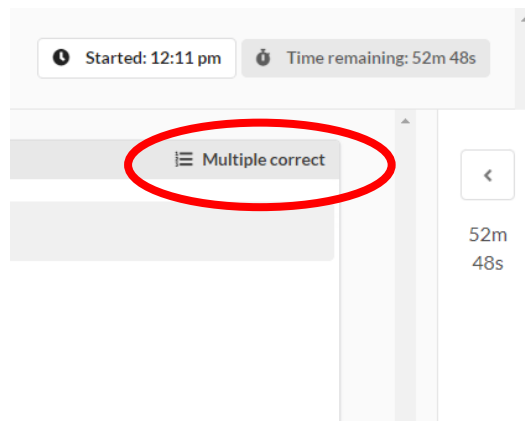 Started: 12:11 pm
Time remaining: 52m 48s
Multiple correct
52m
48s